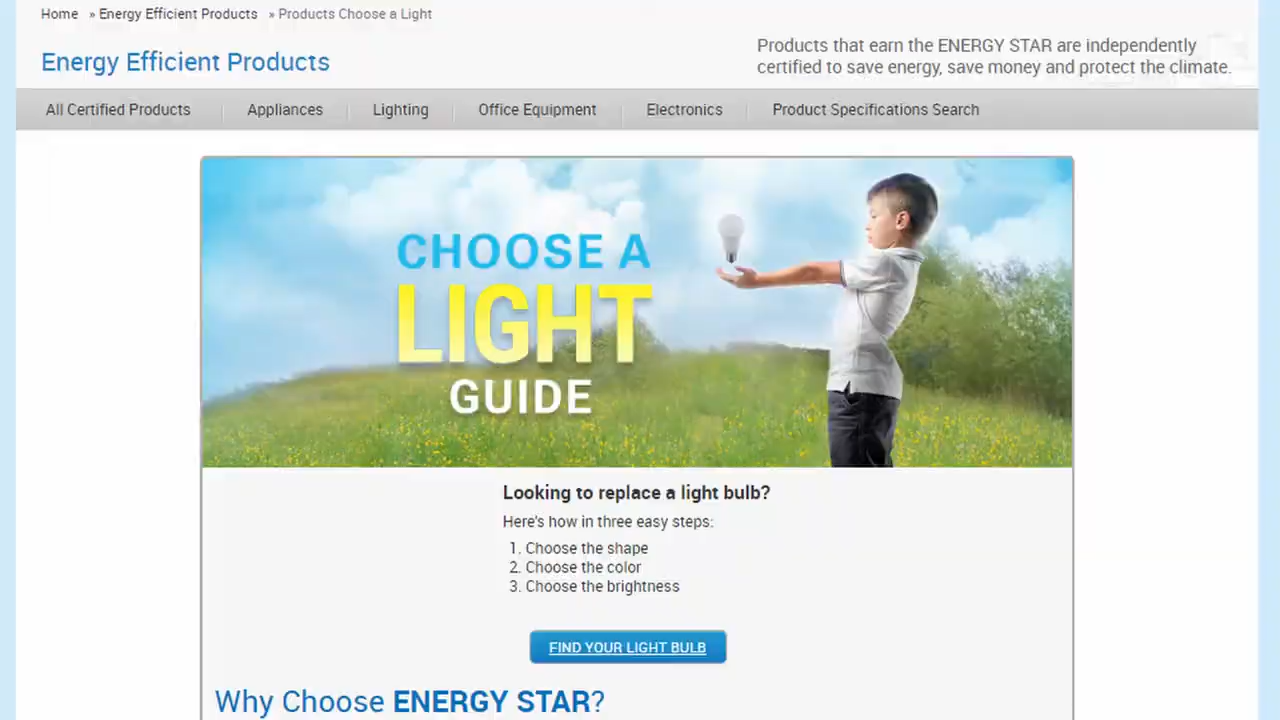 Home » Energy Efficient Products » Products Choose a Light
Energy Efficient Products
Products that earn the ENERGY STAR are independently
certified to save energy, save money and protect the climate.
All Certified Products Appliances Lighting Office Equipment Electronics Product Specifications Search
CHOOSE A
LIGHT
GUIDE
Looking to replace a light bulb?
Here's how in three easy steps:
1. Choose the shape
2. Choose the color
3. Choose the brightness
FIND YOUR LIGHT BULB
Why Choose ENERGY STAR?